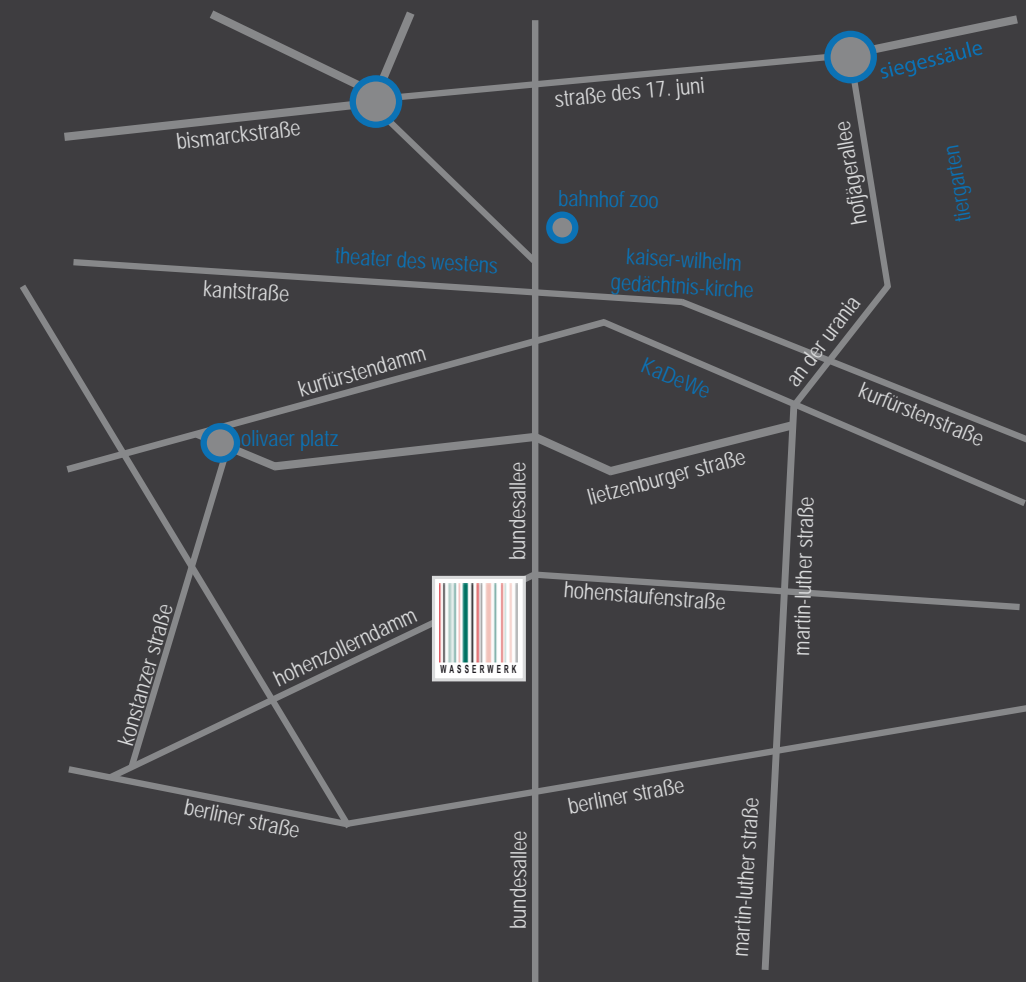 siegessäule
straße des 17. juni
bismarckstraße
hofjägerallee
tiergarten
bahnhof zoo
theater des westens
kaiser-wilhelm
gedächtnis-kirche
kantstraße
an der urania
kurfürstendamm
KaDeWe
kurfürstenstraße
olivaer platz
lietzenburger straße
bundesallee
martin-luther straße
hohenstaufenstraße
WASSERWERK
hohenzollerndamm
konstanzer straße
berliner straße
berliner straße
bundesallee
martin-luther straße